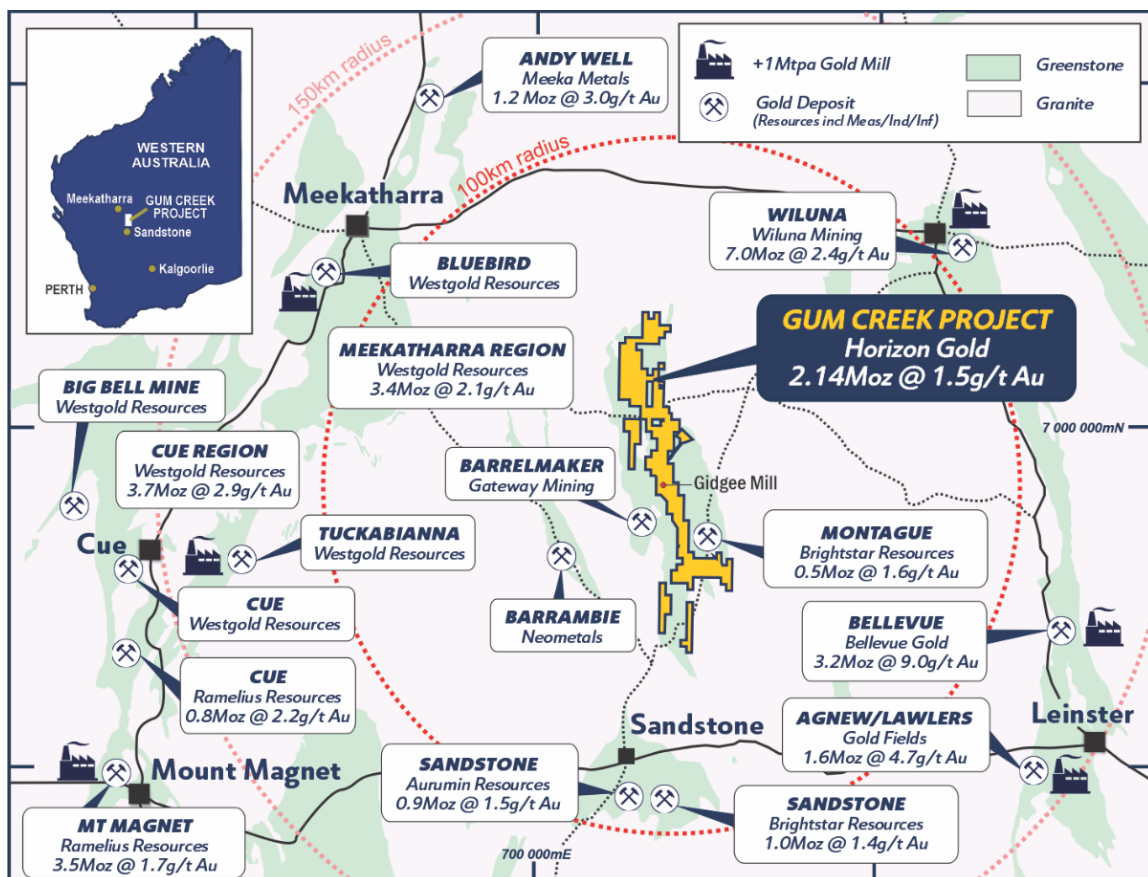 WESTERN
AUSTRALIA
Meekatharra
GUM CREEK
PROJECT
Sandstone
Kalgoorlie
PERTH
150km radius
100km radius
ANDY WELL
Meeka Metals
1.2 Moz @ 3.0g/t Au
+1Mtpa Gold Mill
Gold Deposit
(Resources incl Meas/Ind/Inf)
Greenstone
Granite
Meekatharra
WILUNA
Wiluna Mining
7.0Moz @ 2.4g/t Au
BLUEBIRD
Westgold Resources
GUM CREEK PROJECT
Horizon Gold
2.14Moz @ 1.5g/t Au
MEEKATHARRA REGION
Westgold Resources
3.4Moz @ 2.1g/t Au
BIG BELL MINE
Westgold Resources
7 000 000mN
CUE REGION
Westgold Resources
3.7Moz @ 2.9g/t Au
BARRELMAKER
Gateway Mining
Gidgee Mill
Cue
TUCKABIANNA
Westgold Resources
MONTAGUE
Brightstar Resources
0.5Moz @ 1.6g/t Au
CUE
Westgold Resources
BARRAMBIE
Neometals
BELLEVUE
Bellevue Gold
3.2Moz @ 9.0g/t Au
CUE
Ramelius Resources
0.8Moz @ 2.2g/t Au
Sandstone
AGNEW/LAWLERS
Gold Fields
1.6Moz @ 4.7g/t Au
Leinster
Mount Magnet
SANDSTONE
Aurumin Resources
0.9Moz @ 1.5g/t Au
SANDSTONE
Brightstar Resources
1.0Moz @ 1.4g/t Au
MT MAGNET
Ramelius Resources
3.5Moz @ 1.7g/t Au
700 000mE